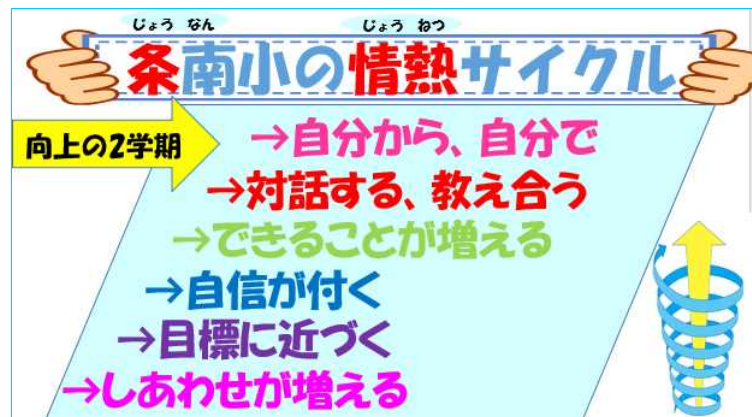 じょう なん じょう ねつ
条南小の情熱サイクル
向上の2学期
→自分から、自分で
→対話する、教え合う
→できることが増える
→自信が付く
→目標に近づく
→しあわせが増える